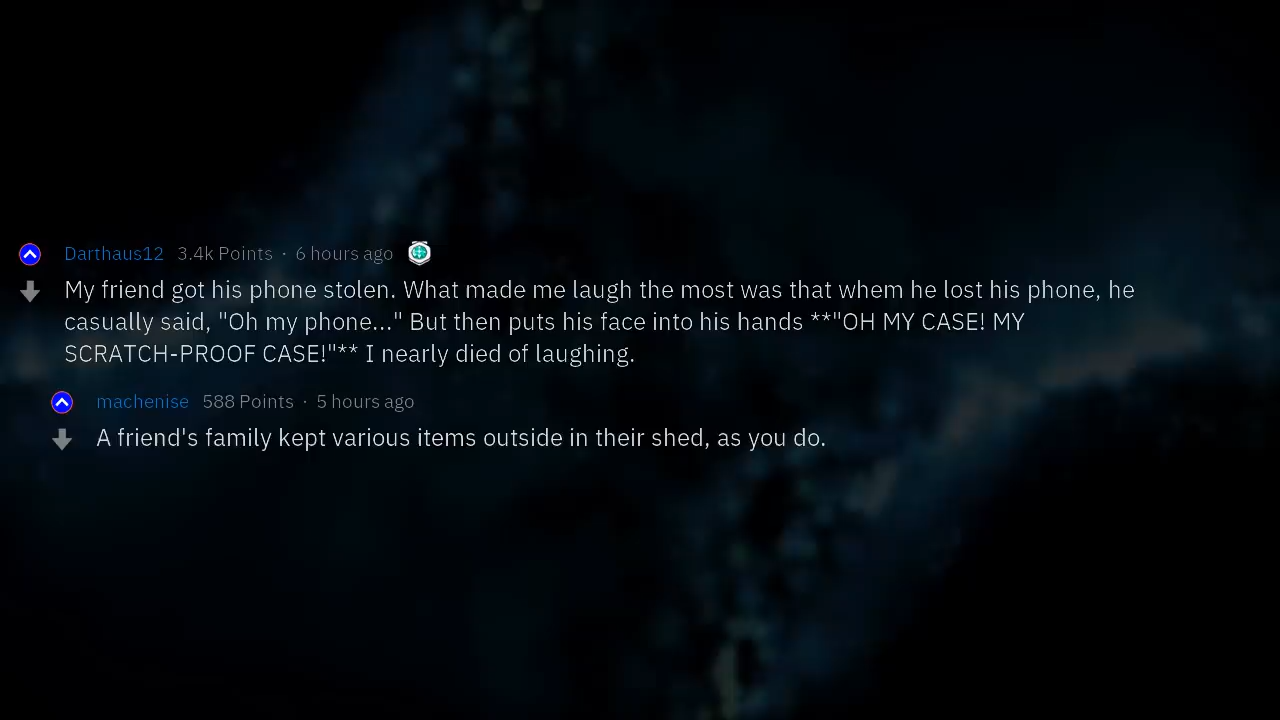 Darthaus12 3.4k Points · 6 hours ago
My friend got his phone stolen. What made me laugh the most was that whem he lost his phone, he
casually said, "Oh my phone..." But then puts his face into his hands **"OH MY CASE! MY
SCRATCH-PROOF CASE!"** I nearly died of laughing.
machenise 588 Points · 5 hours ago
A friend's family kept various items outside in their shed, as you do.